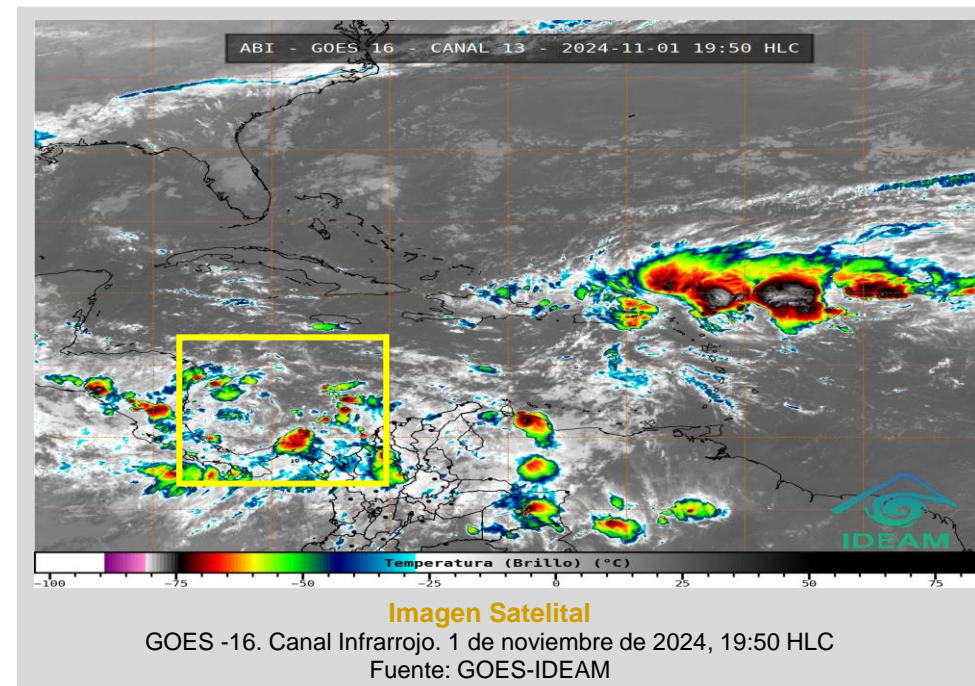 ABI - GOES 16 - CANAL 13 - 2024-11-01 19:50 HLC
IDEAM
Temperatura (Brillo) (°C)
-100 -75 -50 -25 0 25 50 75
Imagen Satelital
GOES -16. Canal Infrarrojo. 1 de noviembre de 2024, 19:50 HLC
Fuente: GOES-IDEAM